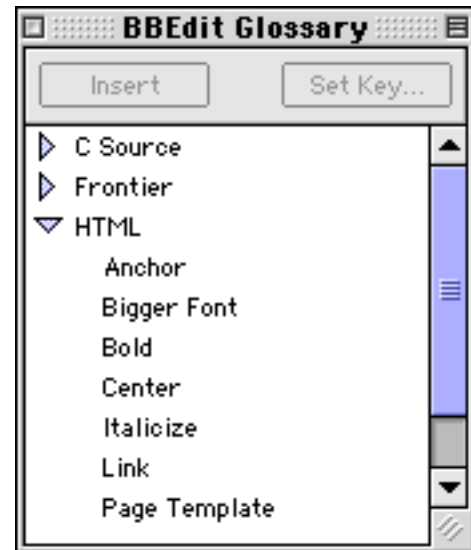 BBEdit Glossary
Insert Set Key...
C Source
Frontier
HTML
Anchor
Bigger Font
Bold
Center
Italicize
Link
Page Template